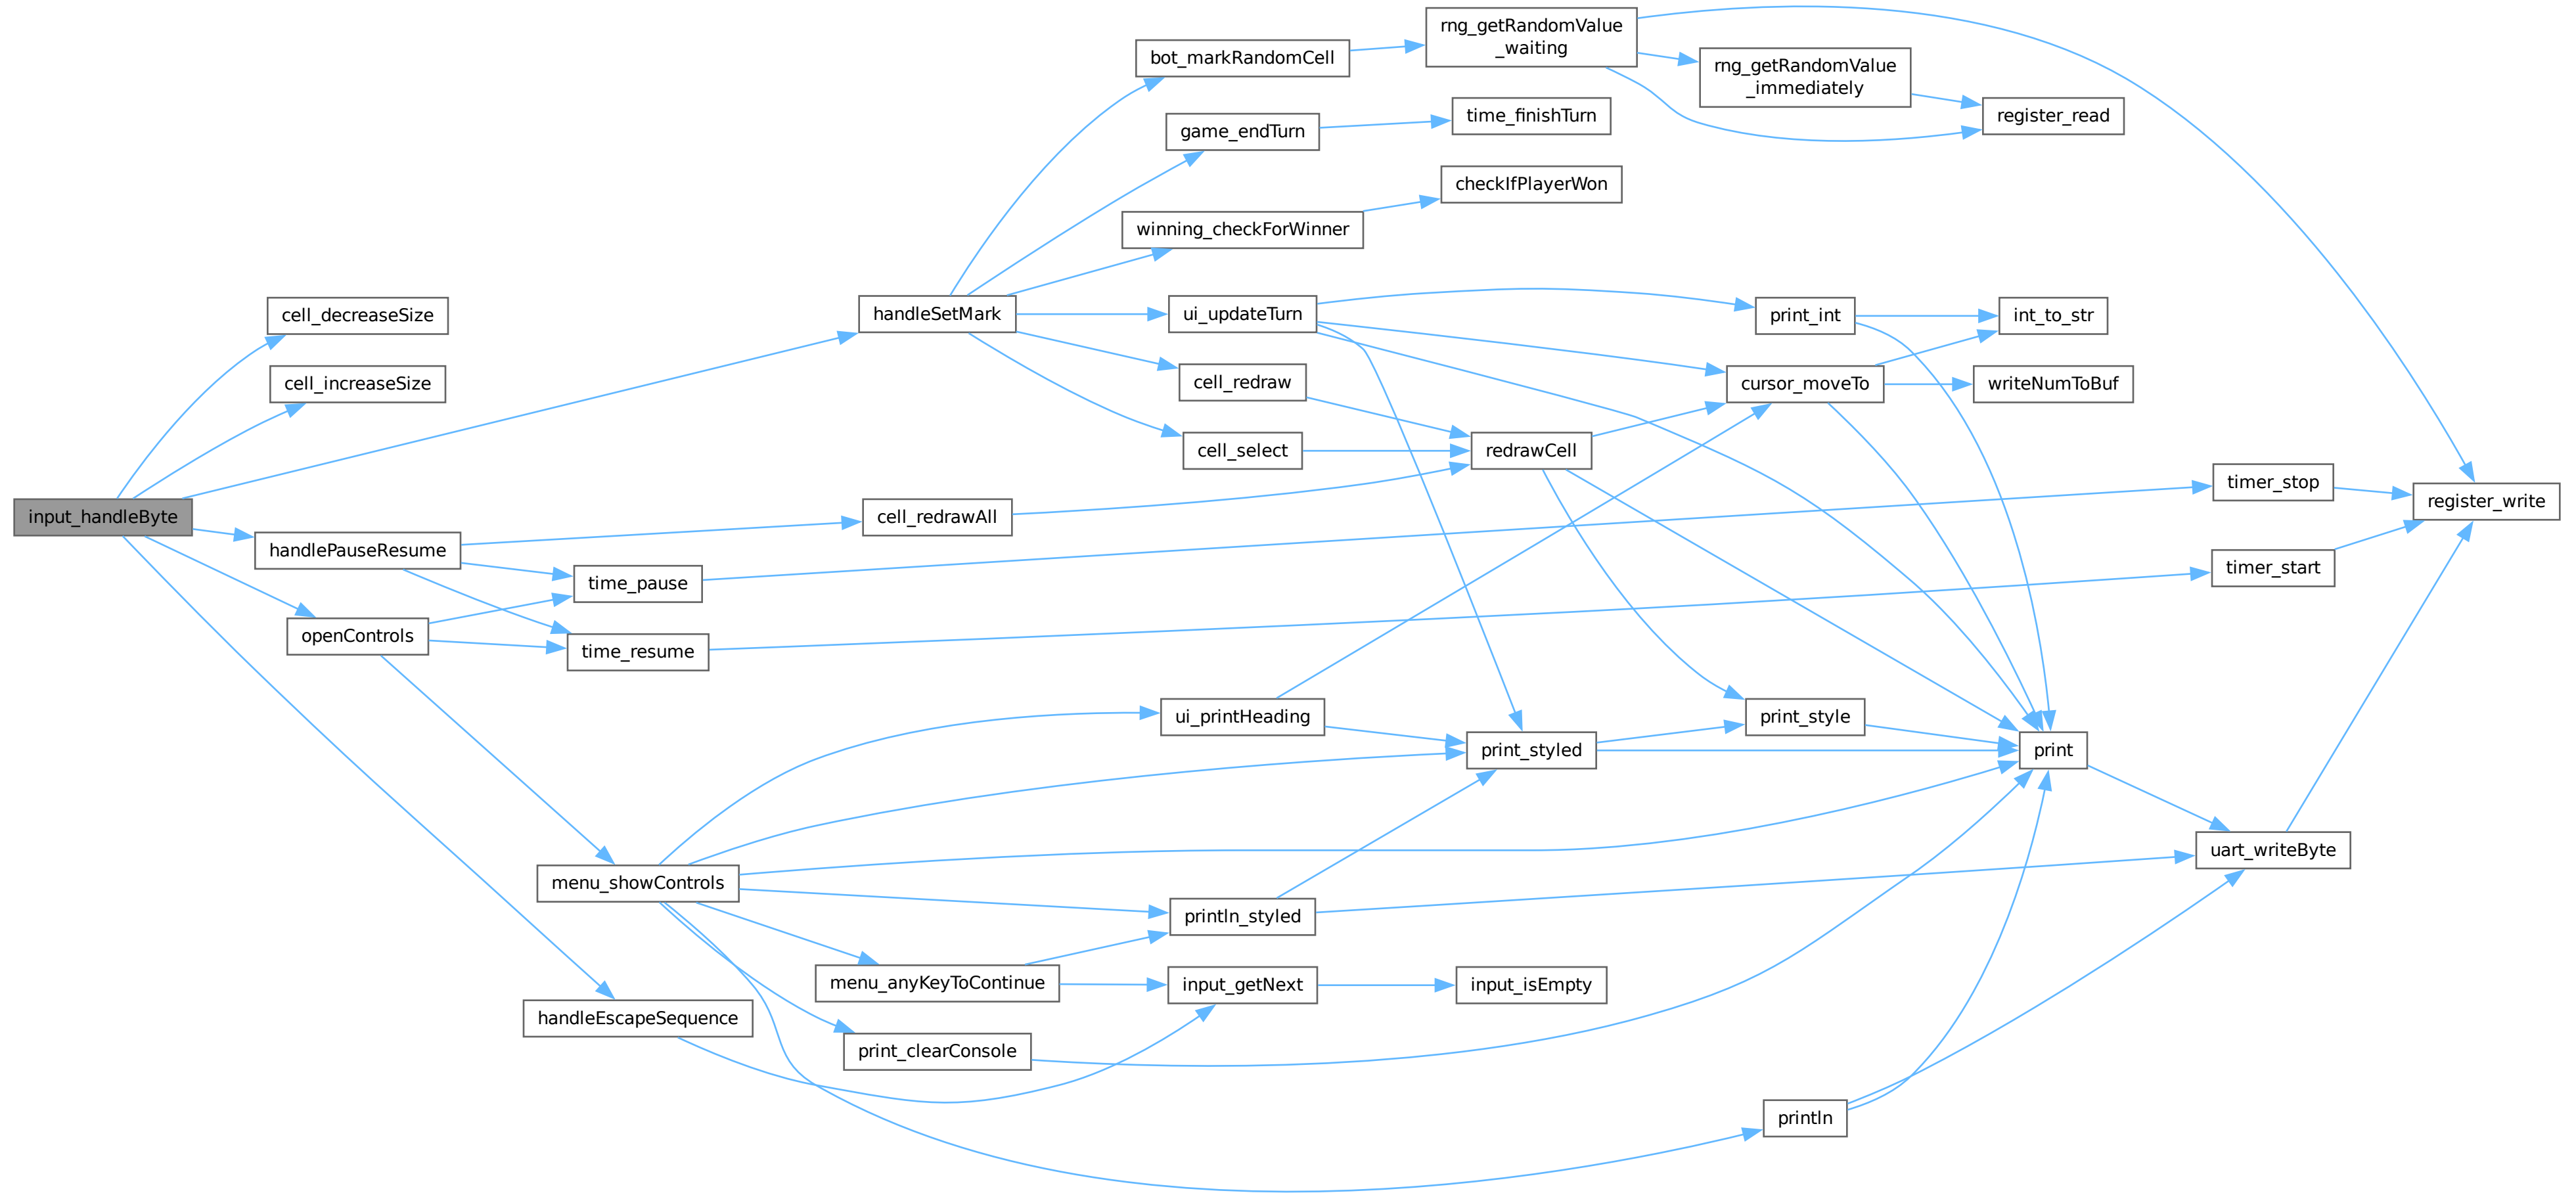 rng_getRandomValue
_waiting
bot_markRandomCell
rng_getRandomValue
_immediately
register_read
time_finishTurn
game_endTurn
checkIfPlayerWon
winning_checkForWinner
cell_decreaseSize
handleSetMark
ui_updateTurn
print_int
int_to_str
cell_increaseSize
cell_redraw
cursor_moveTo
writeNumToBuf
cell_select
redrawCell
timer_stop
register_write
input_handleByte
cell_redrawAll
handlePauseResume
timer_start
time_pause
openControls
time_resume
ui_printHeading
print_style
print_styled
print
uart_writeByte
menu_showControls
println_styled
menu_anyKeyToContinue
input_getNext
input_isEmpty
handleEscapeSequence
print_clearConsole
println